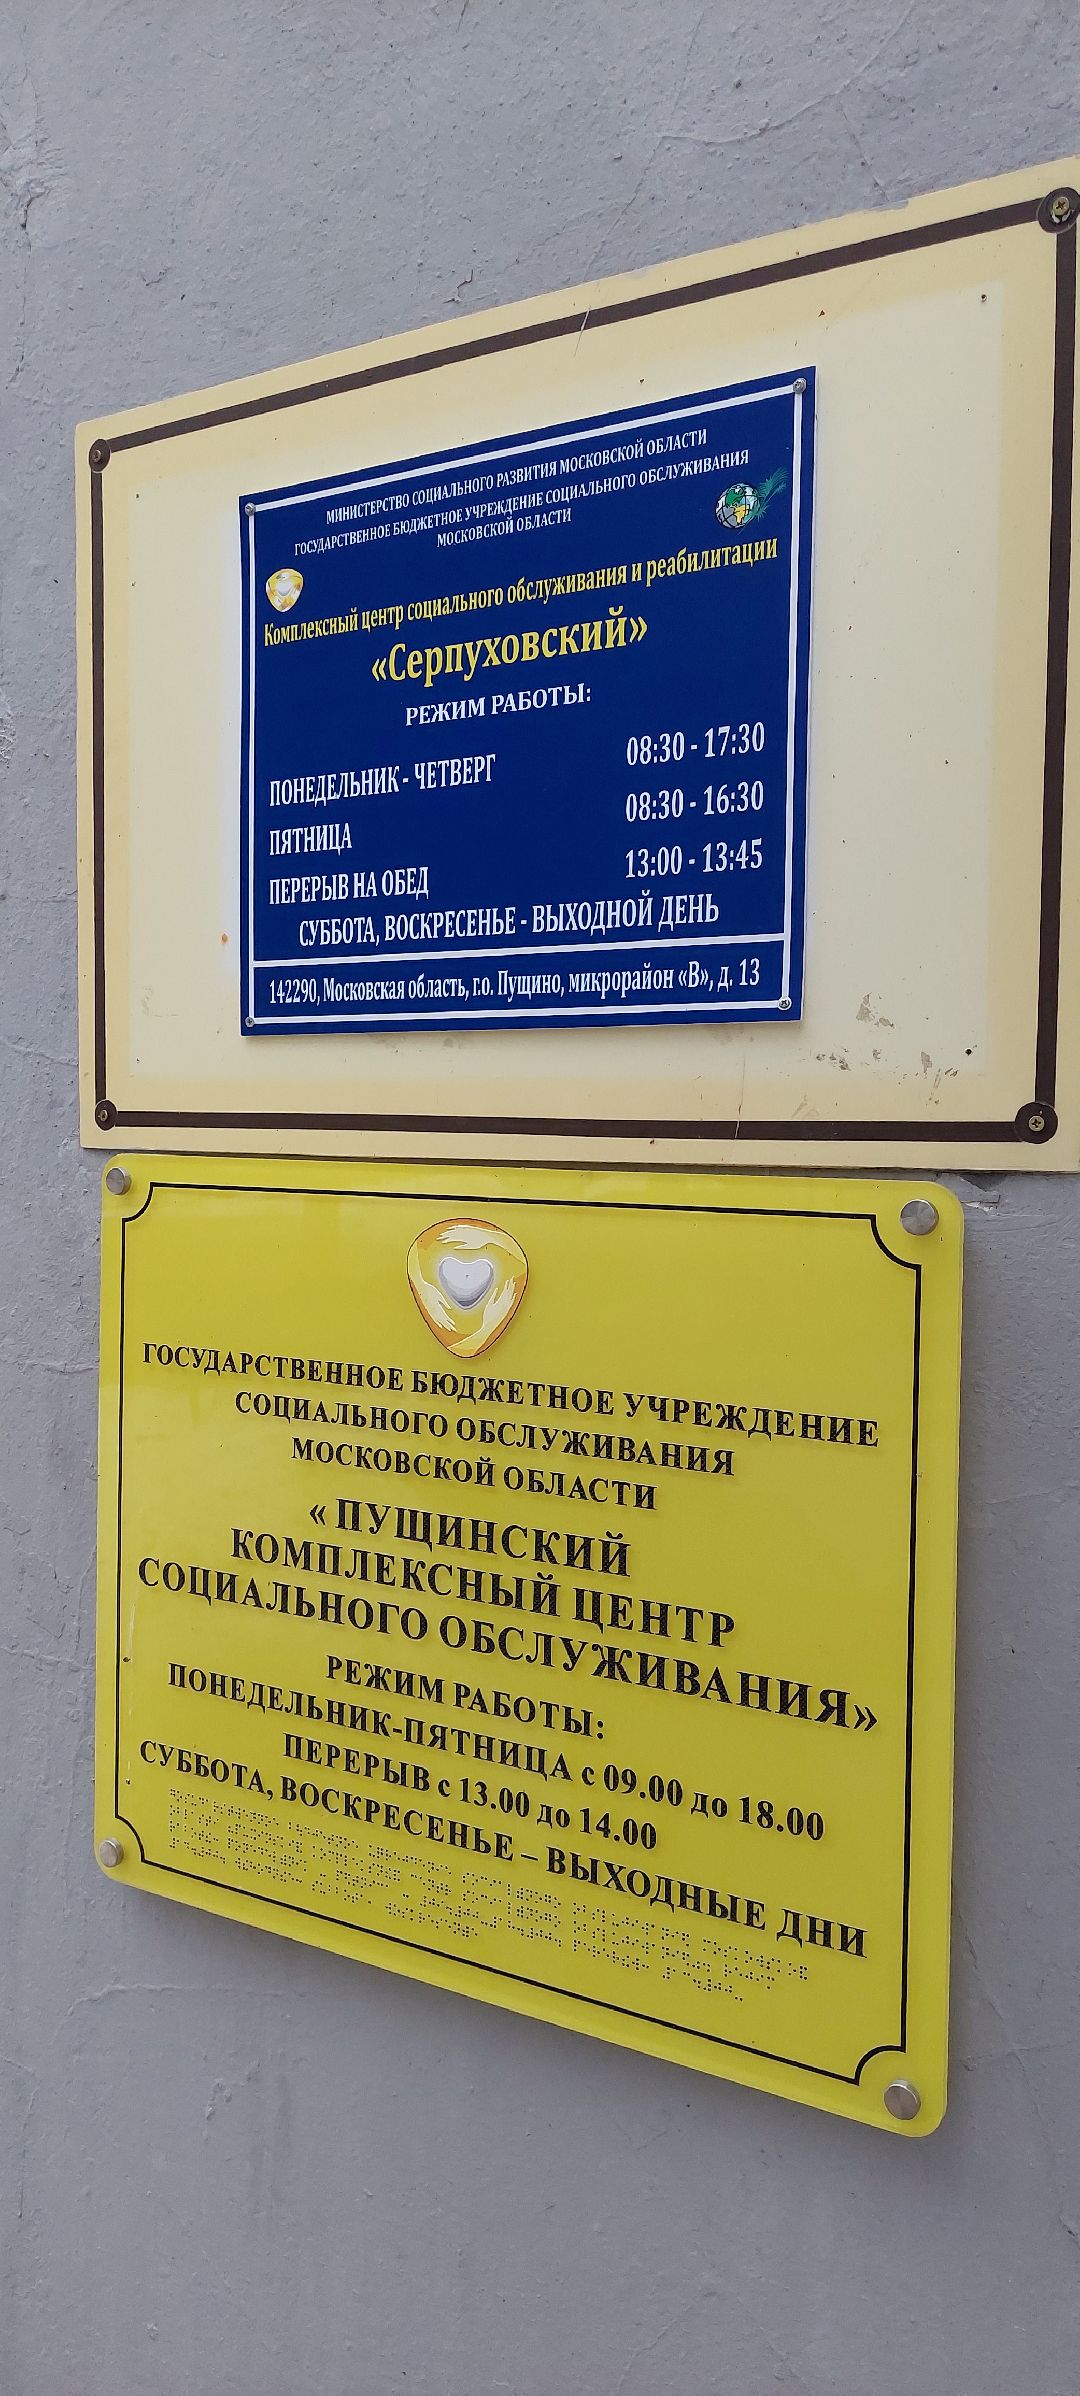 МИНИСТЕРСТВО СОЦИАЛЬНОГО РАЗВИТИЯ МОСКОВСКОЙ ОБЛАСТИ
ГОСУДАРСТВЕННОЕ БЮДЖЕТНОЕ УЧРЕЖДЕНИЕ СОЦИАЛЬНОГО ОБСЛУЖИВАНИЯ
МОСКОВСКОЙ ОБЛАСТИ
Комплексный центр социального обслуживания и реабилитации
«Серпуховский»
РЕЖИМ РАБОТЫ:
ПОНЕДЕЛЬНИК - ЧЕТВЕРГ 08:30 - 17:30
ПЯТНИЦА 08:30 - 16:30
ПЕРЕРЫВ НА ОБЕД 13:00 - 13:45
СУББОТА, ВОСКРЕСЕНЬЕ - ВЫХОДНОЙ ДЕНЬ
142290, Московская область, г.о. Пущино, микрорайон «В», д. 13
ГОСУДАРСТВЕННОЕ БЮДЖЕТНОЕ УЧРЕЖДЕНИЕ
СОЦИАЛЬНОГО ОБСЛУЖИВАНИЯ
МОСКОВСКОЙ ОБЛАСТИ
« ПУЩИНСКИЙ
КОМПЛЕКСНЫЙ ЦЕНТР
СОЦИАЛЬНОГО ОБСЛУЖИВАНИЯ»
РЕЖИМ РАБОТЫ:
ПОНЕДЕЛЬНИК-ПЯТНИЦА с 09.00 до 18.00
ПЕРЕРЫВ с 13.00 до 14.00
СУББОТА, ВОСКРЕСЕНЬЕ – ВЫХОДНЫЕ ДНИ